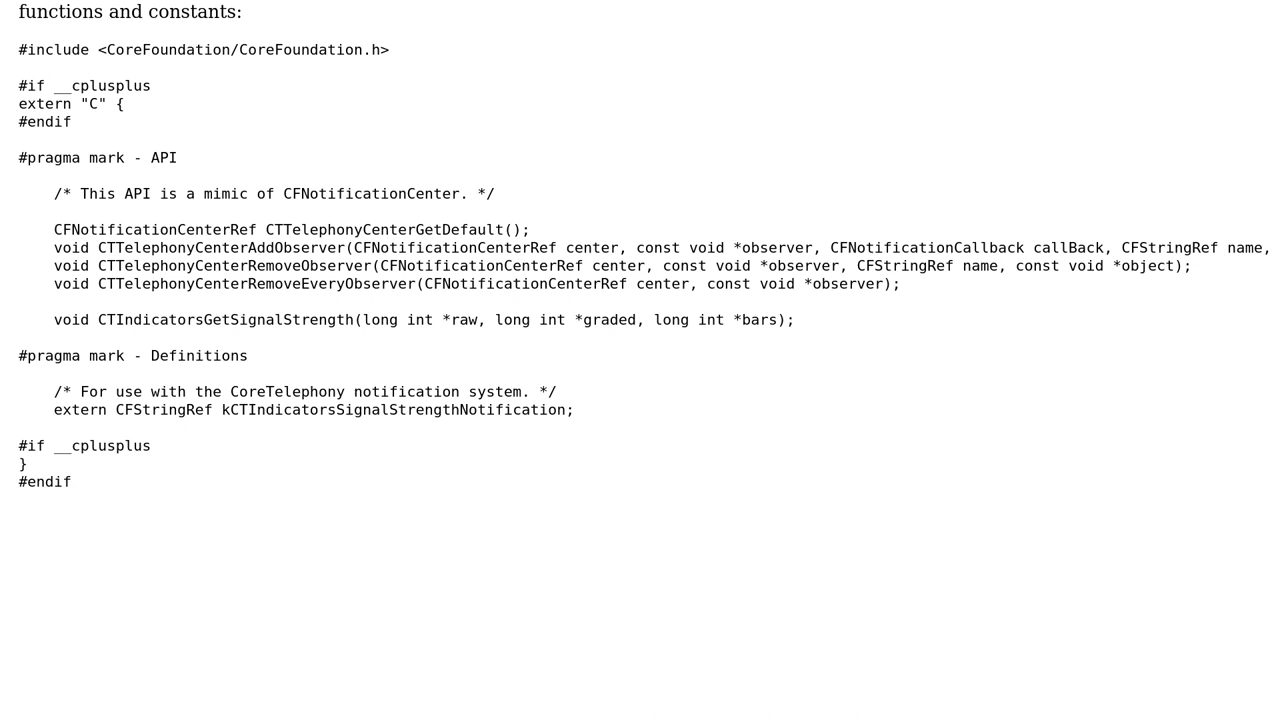 functions and constants:
#include <CoreFoundation/CoreFoundation.h>
#if __cplusplus
extern "C" {
#endif
#pragma mark - API
/* This API is a mimic of CFNotificationCenter. */
CFNotificationCenterRef CTTelephonyCenterGetDefault();
void CTTelephonyCenterAddObserver(CFNotificationCenterRef center, const void *observer, CFNotificationCallback callBack, CFStringRef name,
void CTTelephonyCenterRemoveObserver(CFNotificationCenterRef center, const void *observer, CFStringRef name, const void *object);
void CTTelephonyCenterRemoveEveryObserver(CFNotificationCenterRef center, const void *observer);
void CTIndicatorsGetSignalStrength(long int *raw, long int *graded, long int *bars);
#pragma mark - Definitions
/* For use with the CoreTelephony notification system. */
extern CFStringRef kCTIndicatorsSignalStrengthNotification;
#if __cplusplus
}
#endif